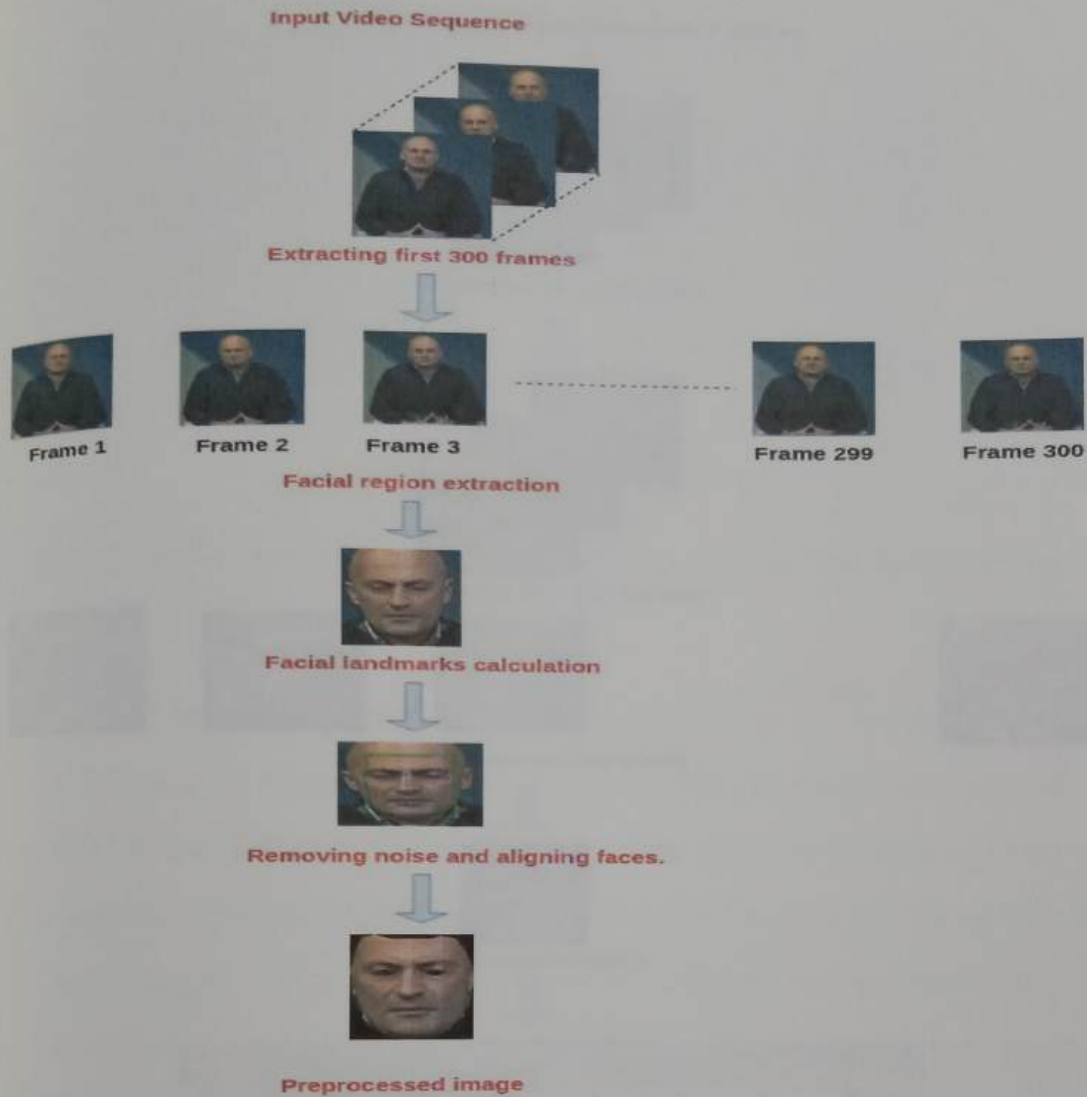 Input Video Sequence
Extracting first 300 frames
Frame 1
Frame 2
Frame 3
Frame 299
Frame 300
Facial region extraction
Facial landmarks calculation
Removing noise and aligning faces.
Preprocessed image